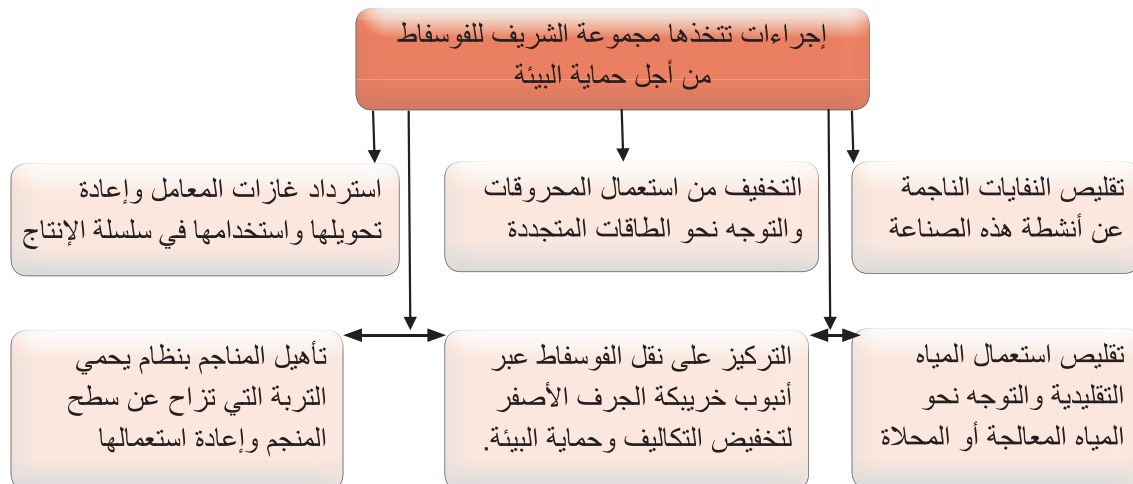 إجراءات تتخذها مجموعة الشريف للفوسفاط
من أجل حماية البيئة
تقليص النفايات الناجمة
عن أنشطة هذه الصناعة
التخفيف من استعمال المحروقات
والتوجه نحو الطاقات المتجددة
استرداد غازات المعامل وإعادة
تحويلها واستخدامها في سلسلة الإنتاج
تقليص استعمال المياه
التقليدية والتوجه نحو
المياه المعالجة أو المحلاة
التركيز على نقل الفوسفاط عبر
أنبوب خريبكة الجرف الأصفر
لتخفيض التكاليف وحماية البيئة.
تأهيل المناجم بنظام يحمي
التربة التي تزاح عن سطح
المنجم وإعادة استعمالها